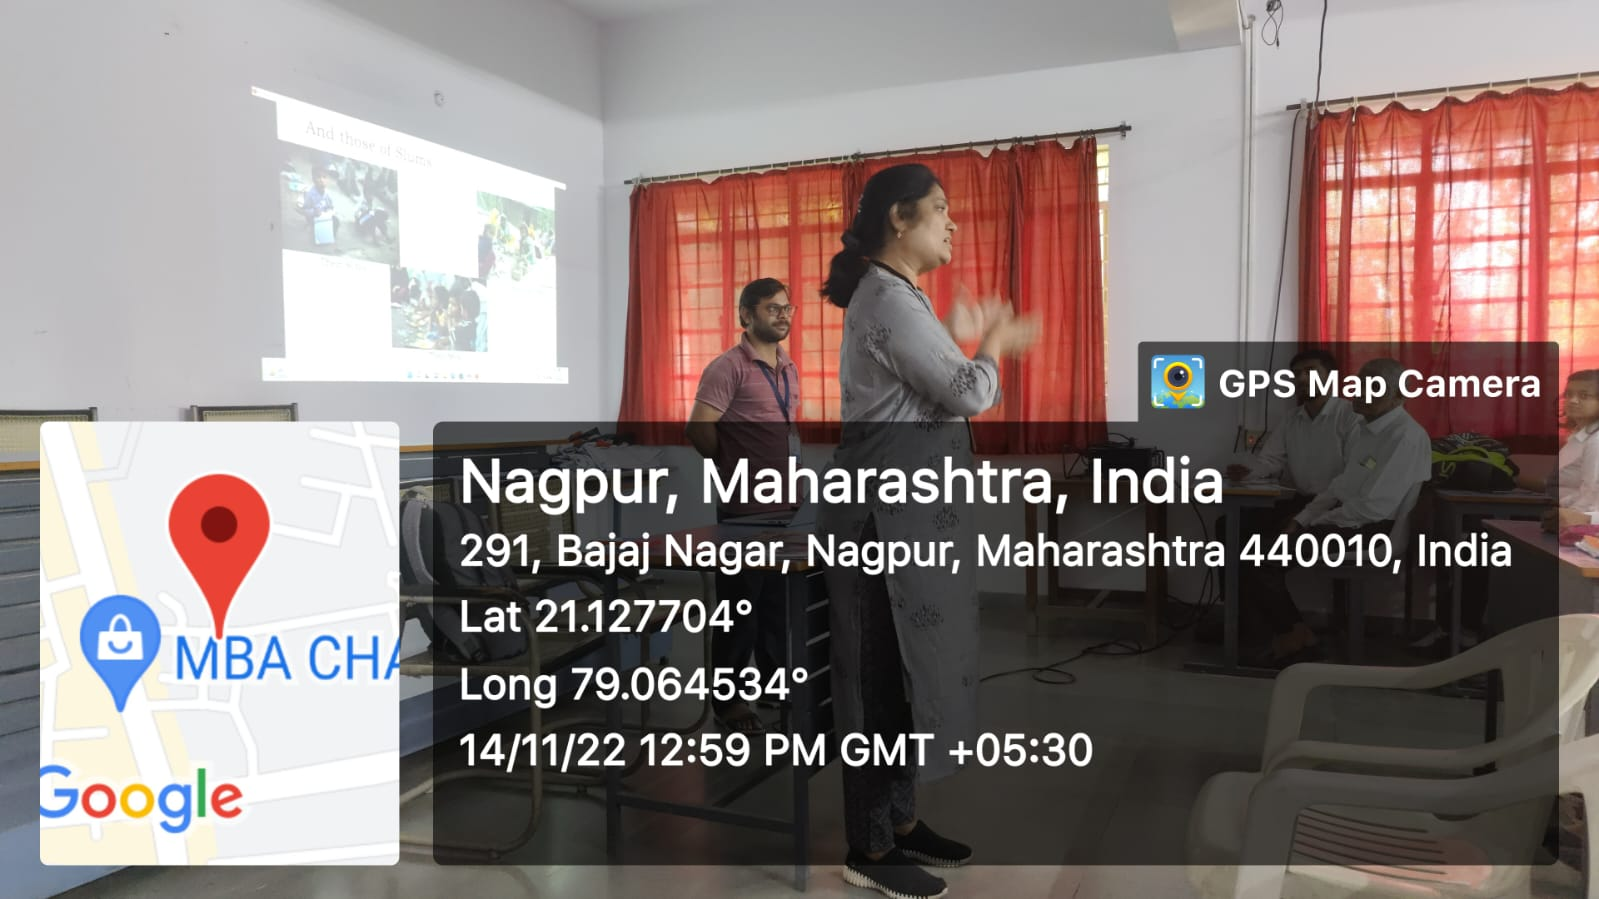 And those of Slums
GPS Map Camera
Nagpur, Maharashtra, India
291, Bajaj Nagar, Nagpur, Maharashtra 440010, India
Lat 21.127704°
Long 79.064534°
14/11/22 12:59 PM GMT +05:30
MBA CHA
Google